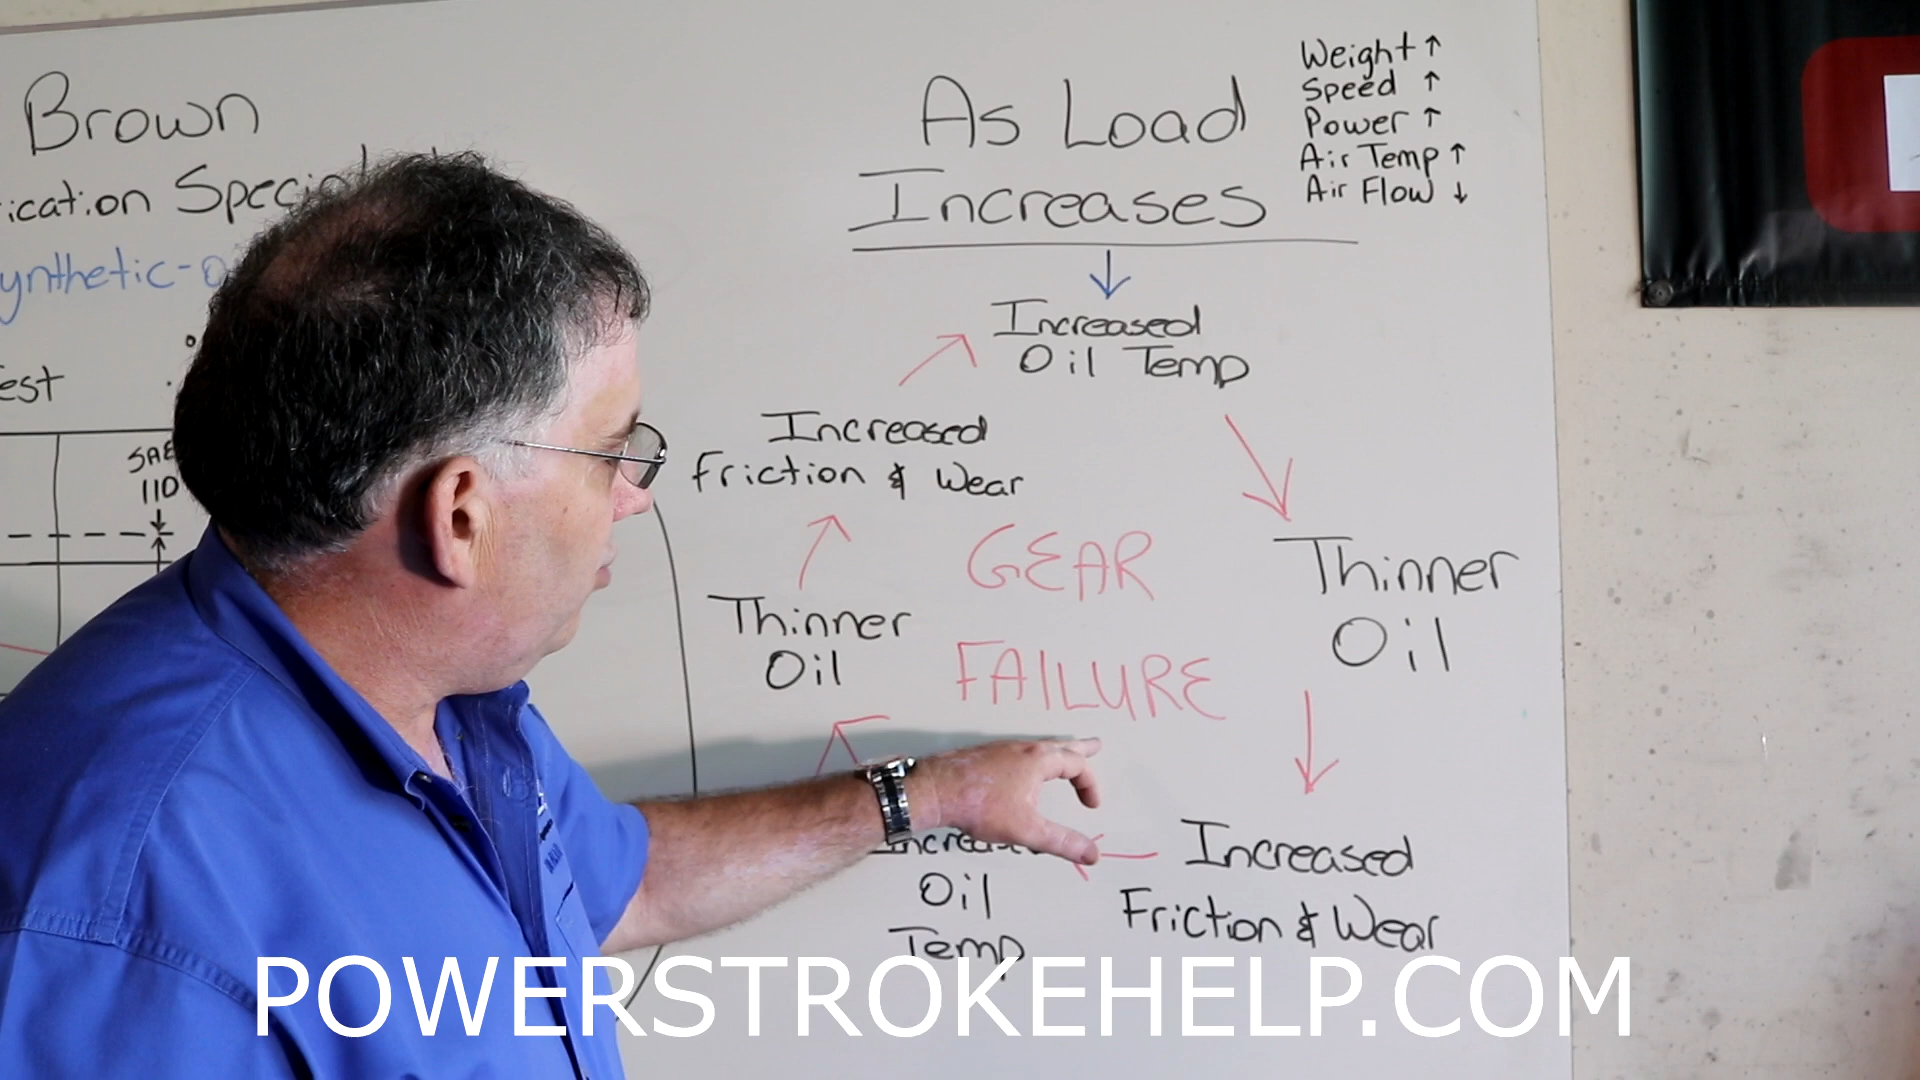 Brown
ication
ynthetic-o
est
SAE
110
As Load
Increases
Weight ↑
Speed ↑
Power ↑
Air Temp ↑
Air Flow ↓
Increased
Oil Temp
Thinner
Oil
Increased
Friction & Wear
Increased
Oil
Temp
Thinner
Oil
Increased
Friction & Wear
GEAR
FAILURE
POWERSTROKEHELP.COM